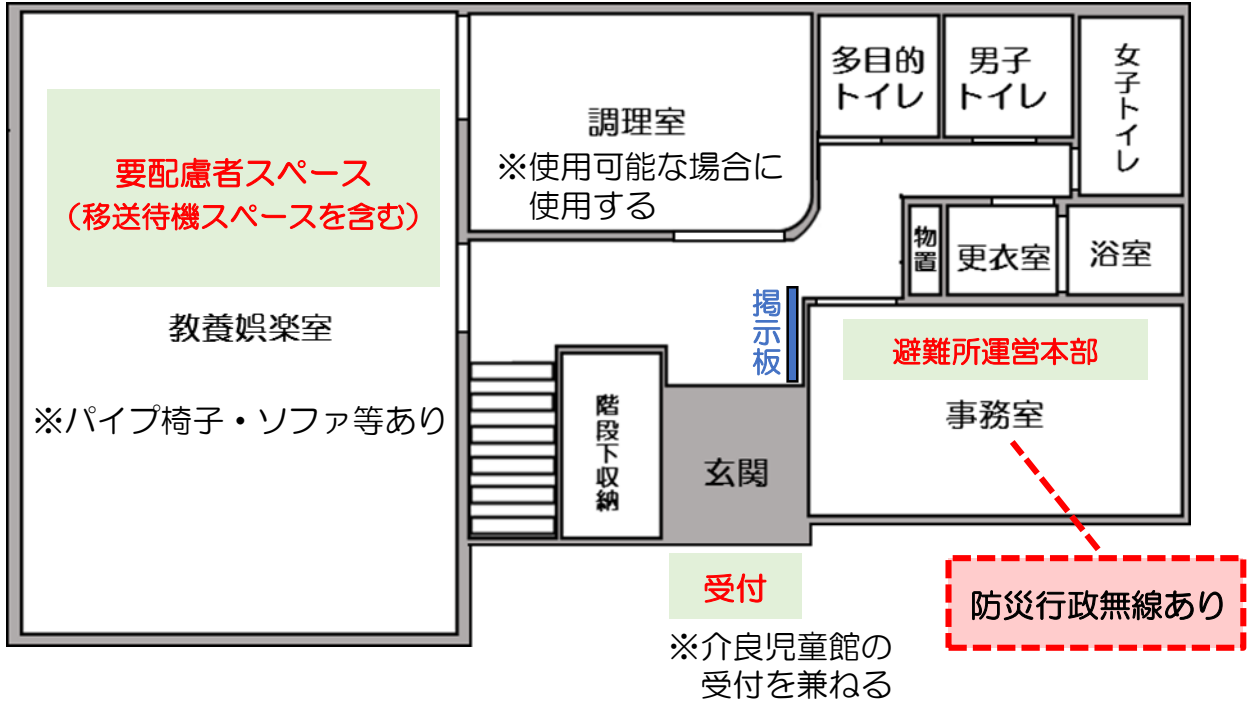 要配慮者スペース
（移送待機スペースを含む）
教養娯楽室
※パイプ椅子・ソファ等あり
調理室
※使用可能な場合に
使用する
多目的
トイレ
男子
トイレ
女子トイレ
物置
更衣室
浴室
掲示板
避難所運営本部
事務室
階段下収納
玄関
受付
※介良児童館の
受付を兼ねる
防災行政無線あり